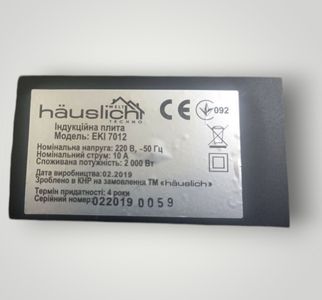 WELT
häuslich
TECHNO
CE
092
Індукційна плита
Модель: EKI 7012
Номінальна напруга: 220 В, ~50 Гц
Номінальний струм: 10 А
Споживана потужність: 2 000 Вт
Дата виробництва: 02.2019
Зроблено в КНР на замовлення ТМ «häuslich»
Термін придатності: 4 роки
Серійний номер: 022019 0059